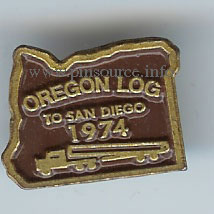 www.pinsource.info
OREGON LOG
TO SAN DIEGO
1974